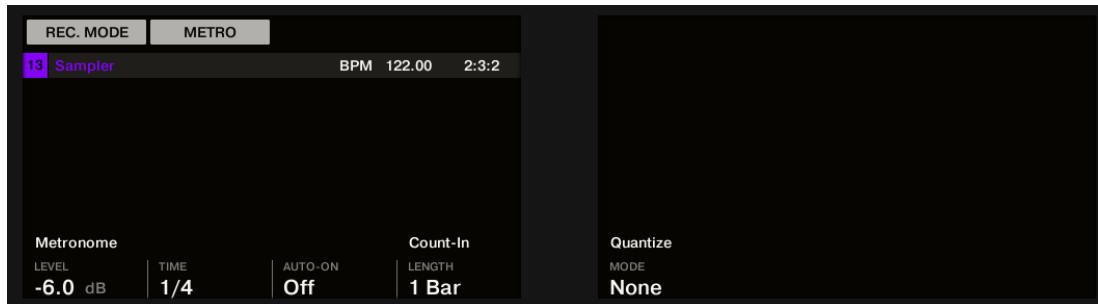 REC. MODE METRO
13 Sampler BPM 122.00 2:3:2
Metronome Count-In Quantize
LEVEL TIME AUTO-ON LENGTH MODE
-6.0 dB 1/4 Off 1 Bar None